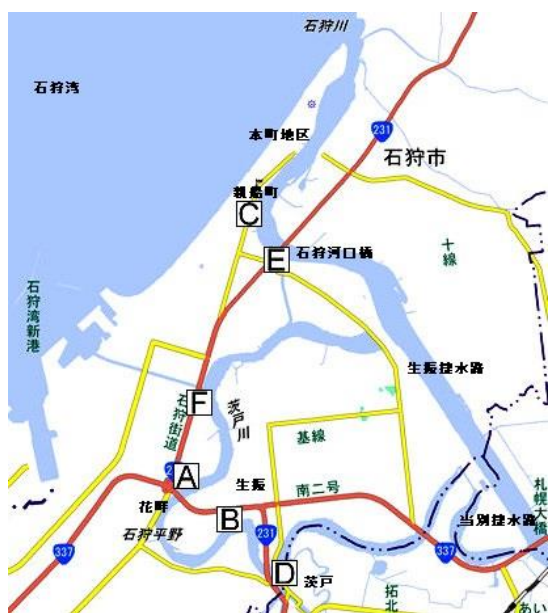 石狩川
石狩湾
本町地区
231
石狩市
親船町
C
E
石狩河口橋
十線
石狩湾新港
生振捷水路
F
石狩街道
茨戸川
基線
A
生振
南二号
札幌大橋
花畔
B
石狩平野
231
当別捷水路
337
337
D
茨戸
拓北
あい